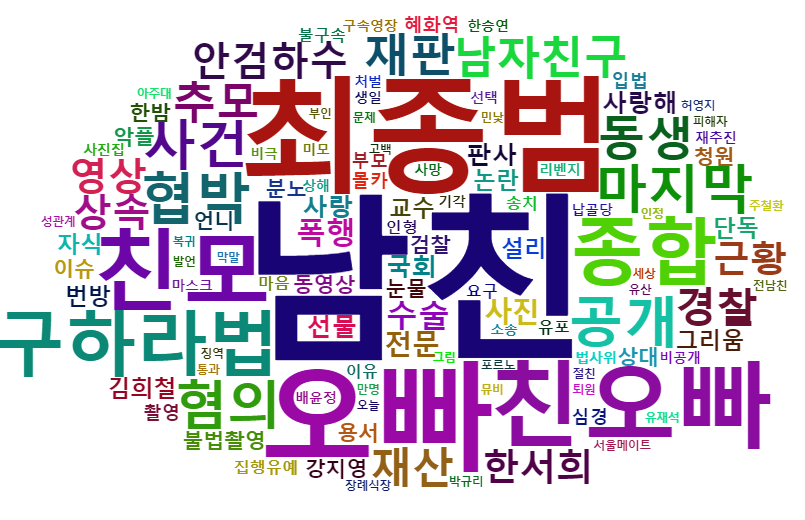 구속영장 혜화역 한승연
불구속
안검하수 재판 남자친구
아주대 한밤 추모 처벌 생일 선택 입법 사랑해 허영지
최종범
부인 문제 민낯 피해자
악플 사건 동생 재추진
사진집 비극 미모 고백 부모 판사 청원
영상 협박 분노 상해 몰카 사망 논란 리벤지 마지막
상속 언니 사랑 교수 기각 송치 납골당 인정 주철환
성관계 폭행 인형 단독
남친
자식 복귀 친모 검찰 설리 종합 근황
이슈 발언 막말 국회 세상 전남친
번방 마스크 마음 동영상 눈물 요구 사진 유산
구하라법 선물 수술 소송 유포 공개 경찰
징역 전문 그림 법사위 상대 비공개 그리움
통과 이유 포르노 절친
김희철 혐의 오빠 친오빠
배윤정 만명 뮤비 퇴원
촬영 오늘 심경 유재석
불법촬영 용서 서울메이트
집행유예 강지영 재산 한서희
장례식장 박규리